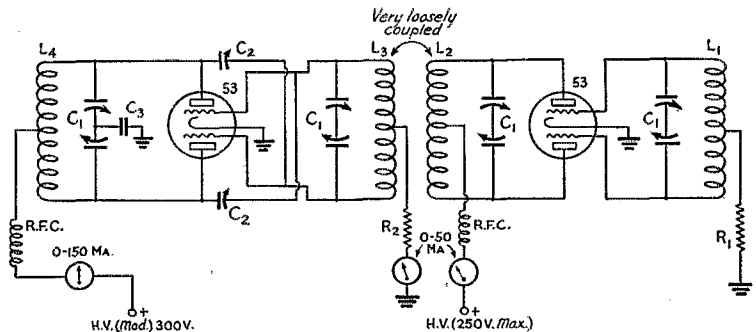 Very loosely
coupled
L4 C2 L3 L2 L1
53 53
C1 C3 C1 C1 C1
C2
R.F.C. R2 0-50 R.F.C. R1
0-150 MA. MA
+ +
H.V.(Mod.) 300V. H.V.(250V. Max.)